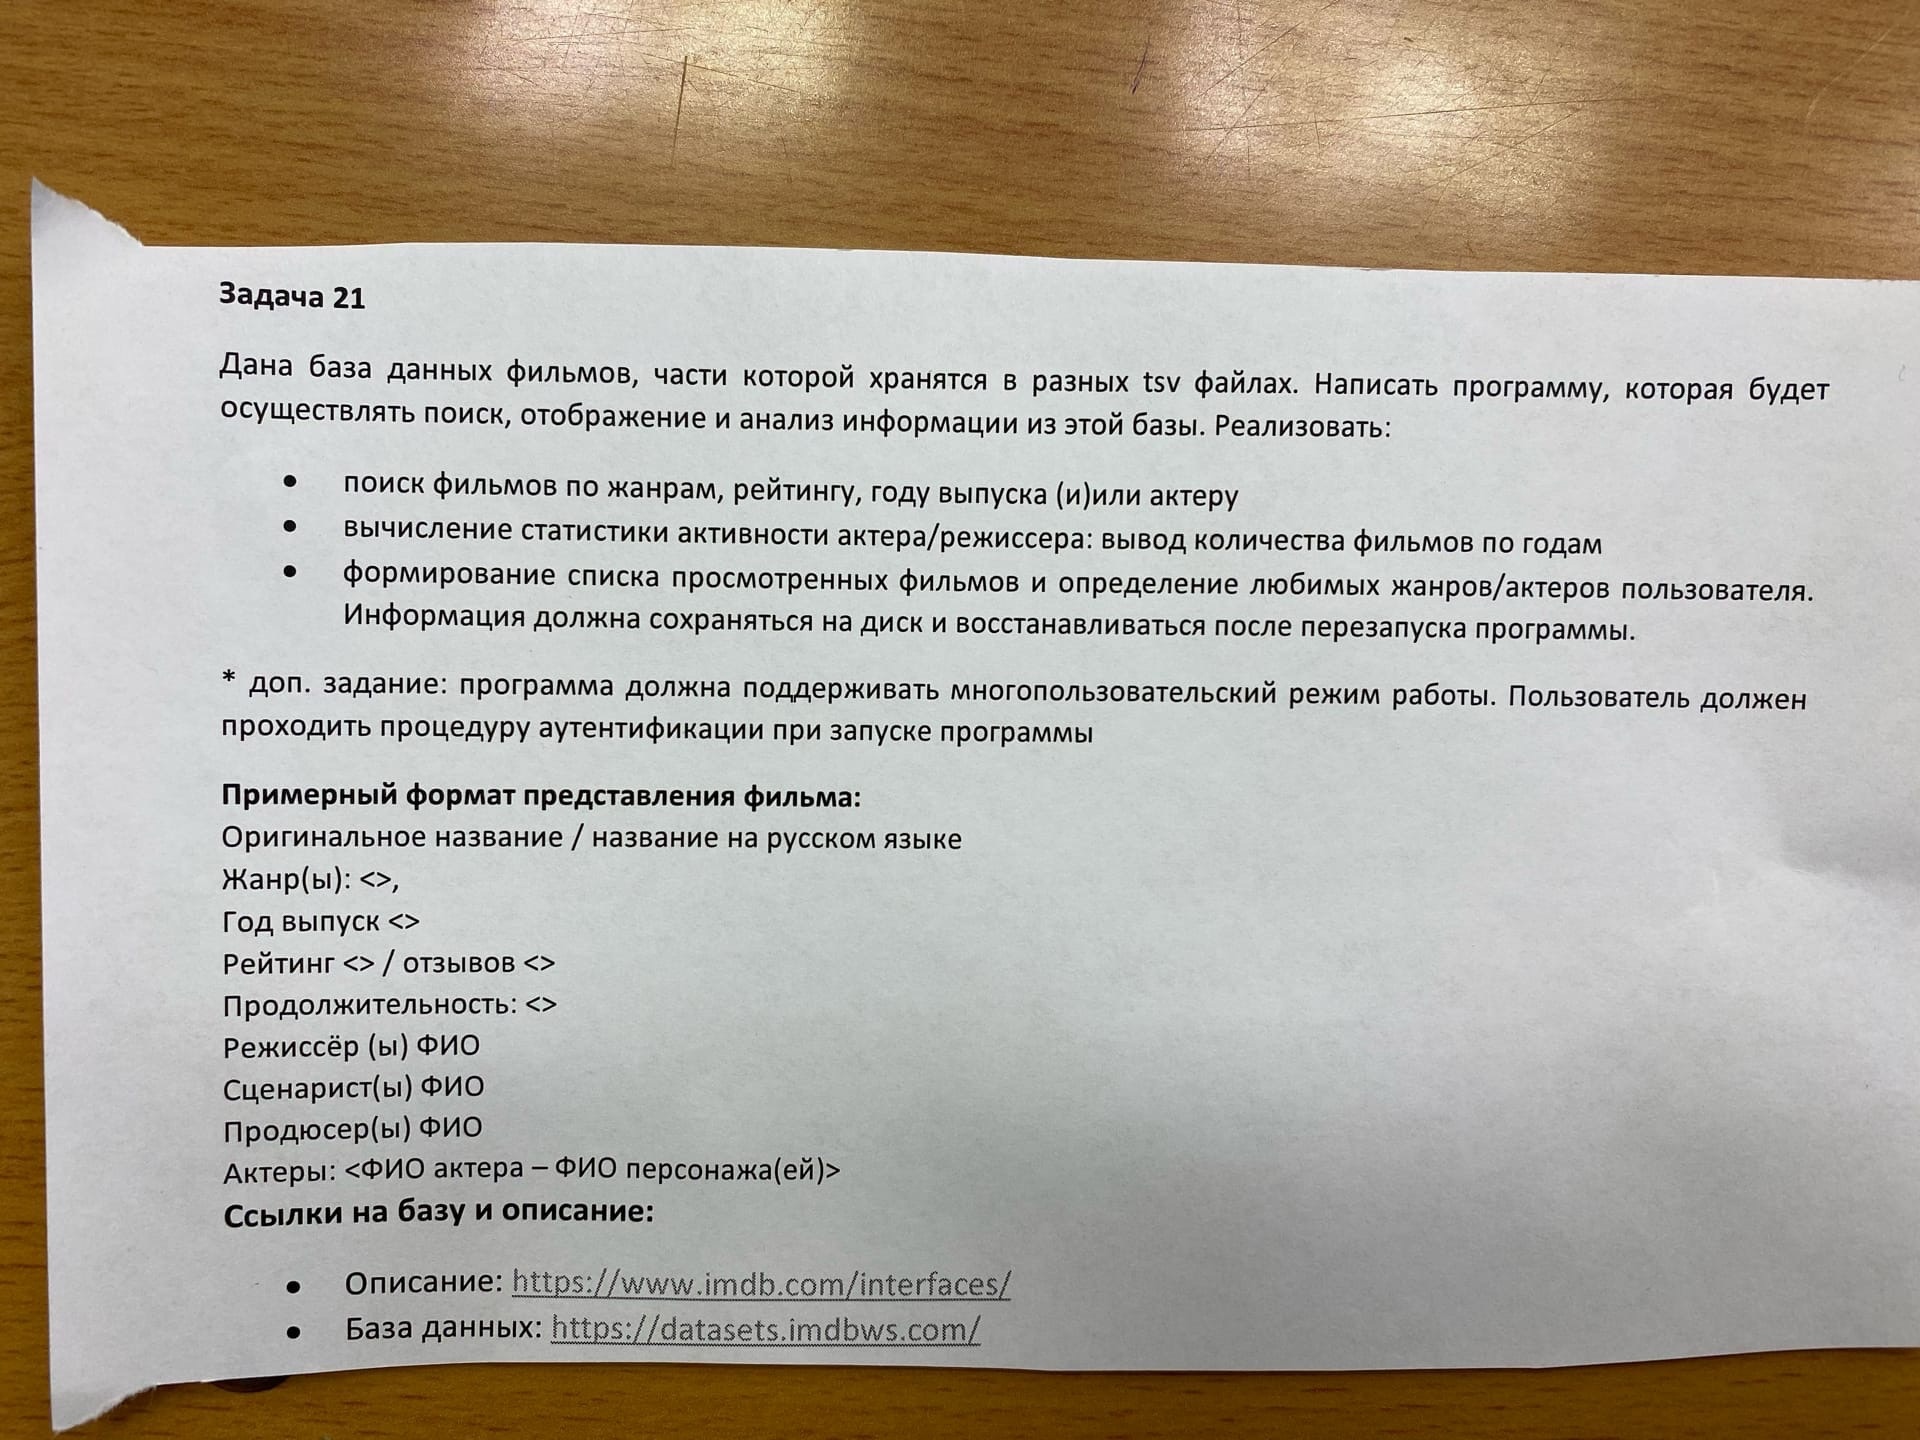 Задача 21
Дана база данных фильмов, части которой хранятся в разных tsv файлах. Написать программу, которая будет
осуществлять поиск, отображение и анализ информации из этой базы. Реализовать:
• поиск фильмов по жанрам, рейтингу, году выпуска (и)или актеру
• вычисление статистики активности актера/режиссера: вывод количества фильмов по годам
• формирование списка просмотренных фильмов и определение любимых жанров/актеров пользователя.
Информация должна сохраняться на диск и восстанавливаться после перезапуска программы.
* доп. задание: программа должна поддерживать многопользовательский режим работы. Пользователь должен
проходить процедуру аутентификации при запуске программы
Примерный формат представления фильма:
Оригинальное название / название на русском языке
Жанр(ы): <>,
Год выпуск <>
Рейтинг <> / отзывов <>
Продолжительность: <>
Режиссёр (ы) ФИО
Сценарист(ы) ФИО
Продюсер(ы) ФИО
Актеры: <ФИО актера – ФИО персонажа(ей)>
Ссылки на базу и описание:
• Описание: https://www.imdb.com/interfaces/
• База данных: https://datasets.imdbws.com/